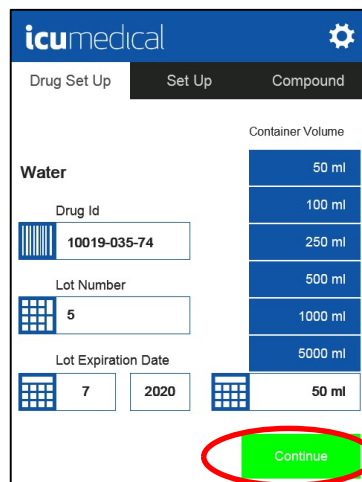 icumedical
Drug Set Up
Set Up
Compound
Container Volume
Water
50 ml
100 ml
250 ml
500 ml
1000 ml
5000 ml
Drug Id
10019-035-74
Lot Number
5
Lot Expiration Date
7
2020
50 ml
Continue